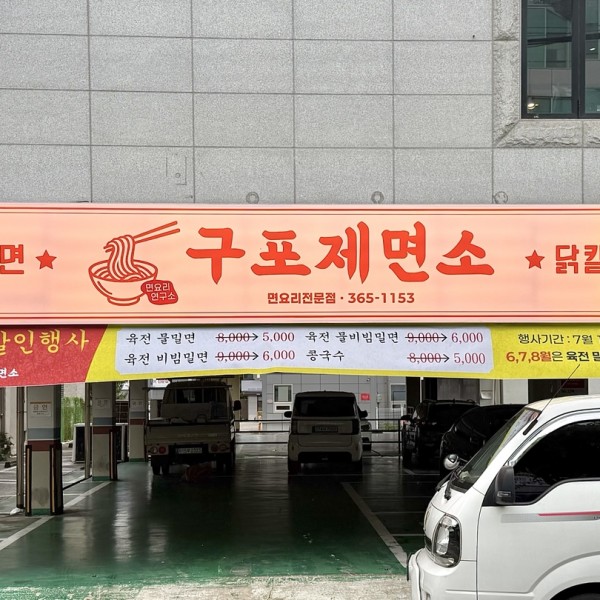 면 ★ 구포제면소 ★ 닭칼
면요리
연구소
면요리전문점 · 365-1153
할인행사
육전 물밀면 8,000→5,000 육전 물비빔밀면 9,000→6,000
육전 비빔밀면 9,000→6,000 콩국수 8,000→5,000
면소
행사기간 : 7월
6,7,8월은 육전 밀